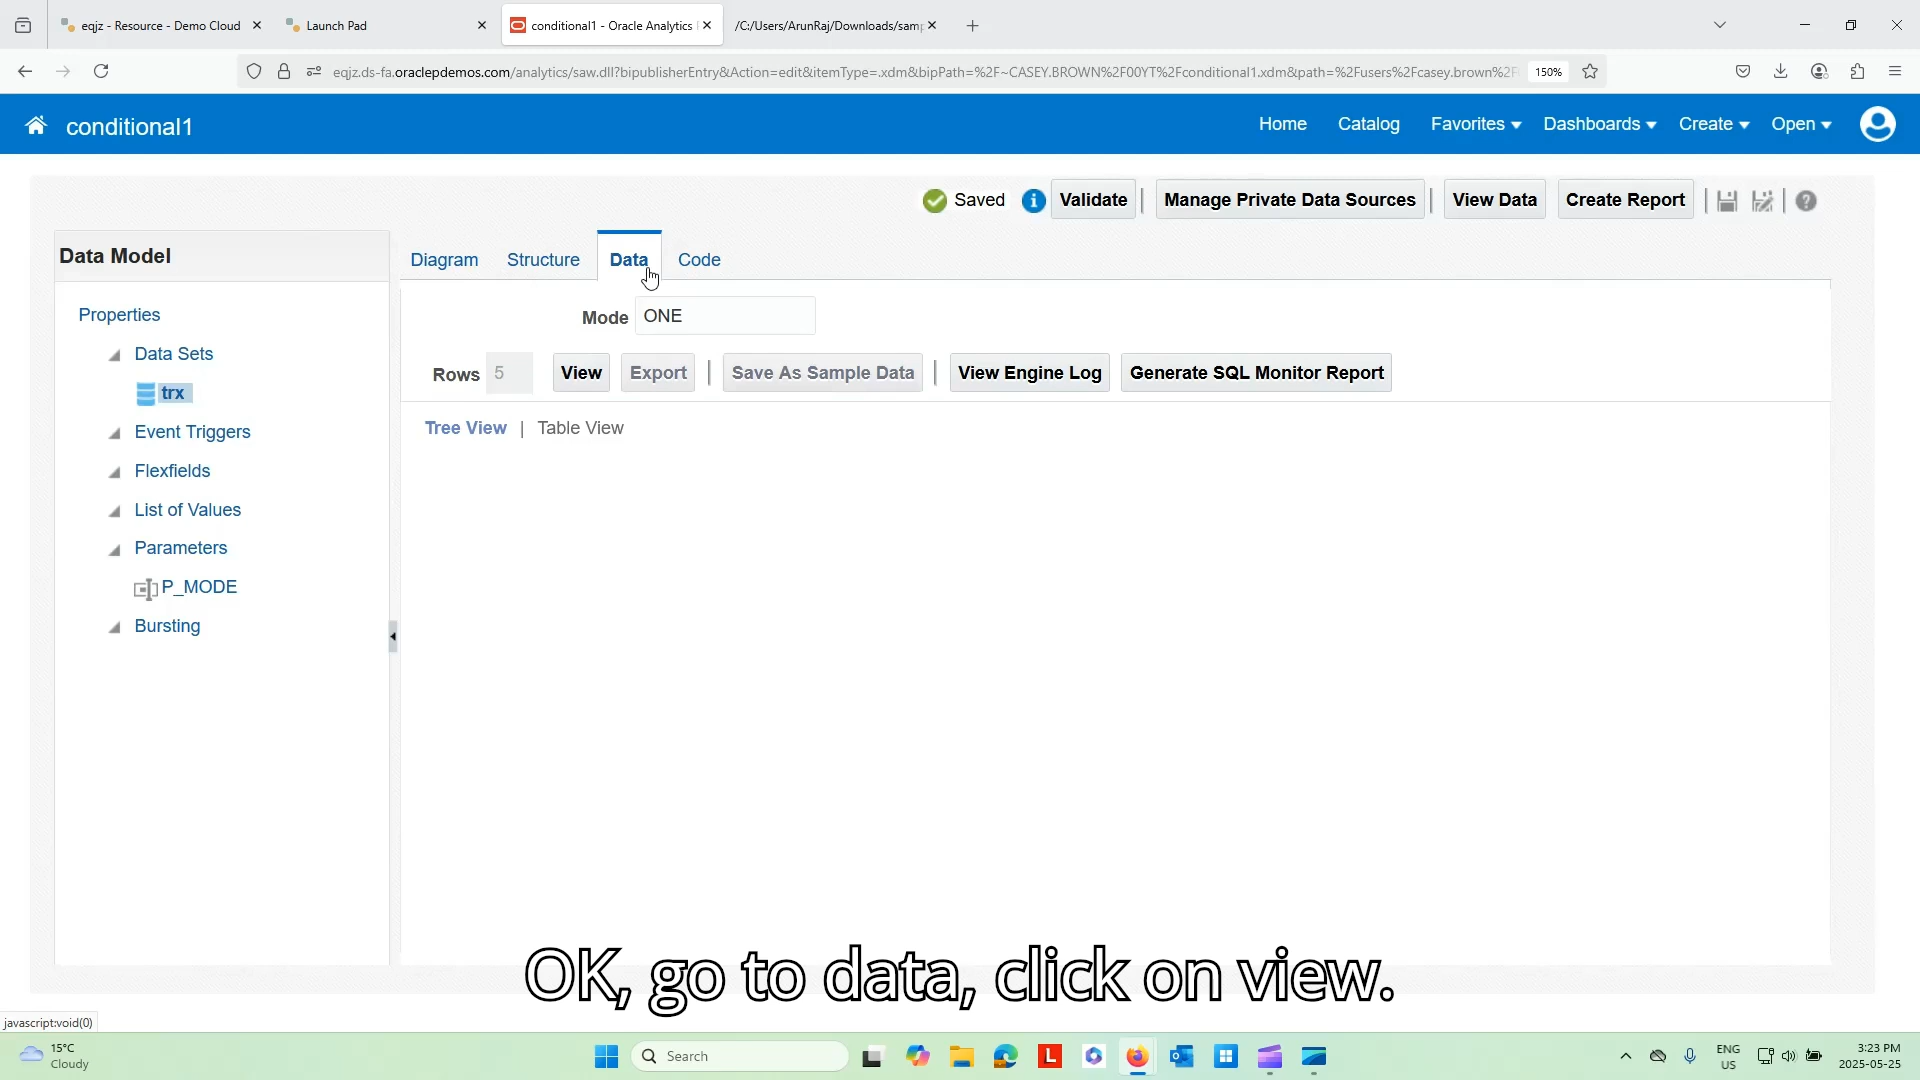 eqjz - Resource - Demo Cloud
Launch Pad
conditional1 - Oracle Analytics
/C:/Users/ArunRaj/Downloads/samp
eqjz.ds-fa.oraclepdemos.com/analytics/saw.dll?bipublisherEntry&Action=edit&itemType=.xdm&bipPath=%2F~CASEY.BROWN%2F00YT%2Fconditional1.xdm&path=%2Fusers%2Fcasey.brown%2F
150%
conditional1
Home
Catalog
Favorites
Dashboards
Create
Open
Saved
Validate
Manage Private Data Sources
View Data
Create Report
Data Model
Diagram
Structure
Data
Code
Properties
Data Sets
trx
Event Triggers
Flexfields
List of Values
Parameters
P_MODE
Bursting
Mode ONE
Rows 5
View
Export
Save As Sample Data
View Engine Log
Generate SQL Monitor Report
Tree View | Table View
OK, go to data, click on view.
javascript:void(0)
15°C
Cloudy
Search
ENG
US
3:23 PM
2025-05-25